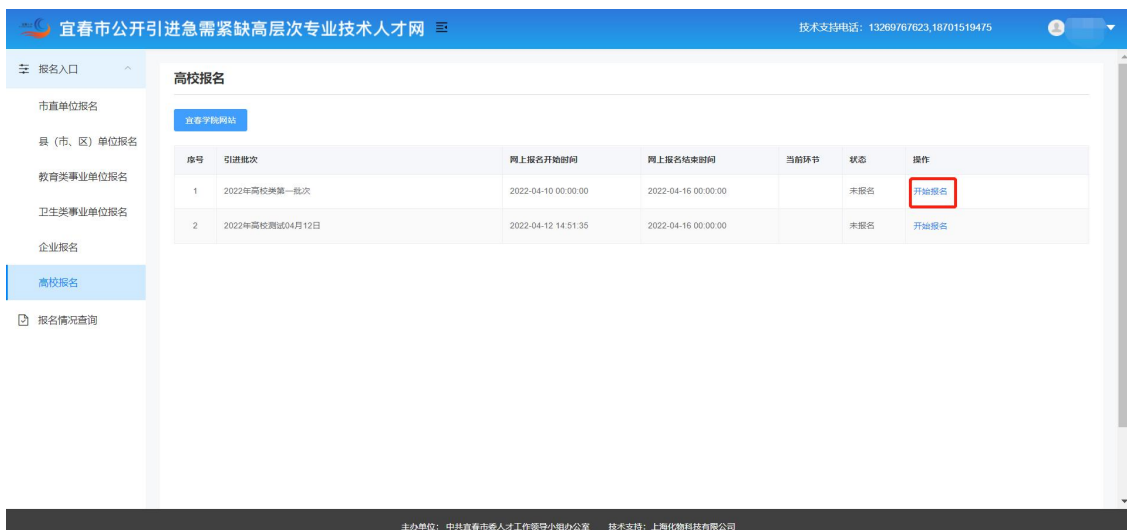 宜春市公开引进急需紧缺高层次专业技术人才网
技术支持电话：13269767623,18701519475
报名入口
市直单位报名
县（市、区）单位报名
教育类事业单位报名
卫生类事业单位报名
企业报名
高校报名
报名情况查询
高校报名
宜春学院网站
序号 引进批次 网上报名开始时间 网上报名结束时间 当前环节 状态 操作
1 2022年高校类第一批次 2022-04-10 00:00:00 2022-04-16 00:00:00 未报名 开始报名
2 2022年高校测试04月12日 2022-04-12 14:51:35 2022-04-16 00:00:00 未报名 开始报名
主办单位：中共宜春市委人才工作领导小组办公室 技术支持：上海化物科技有限公司